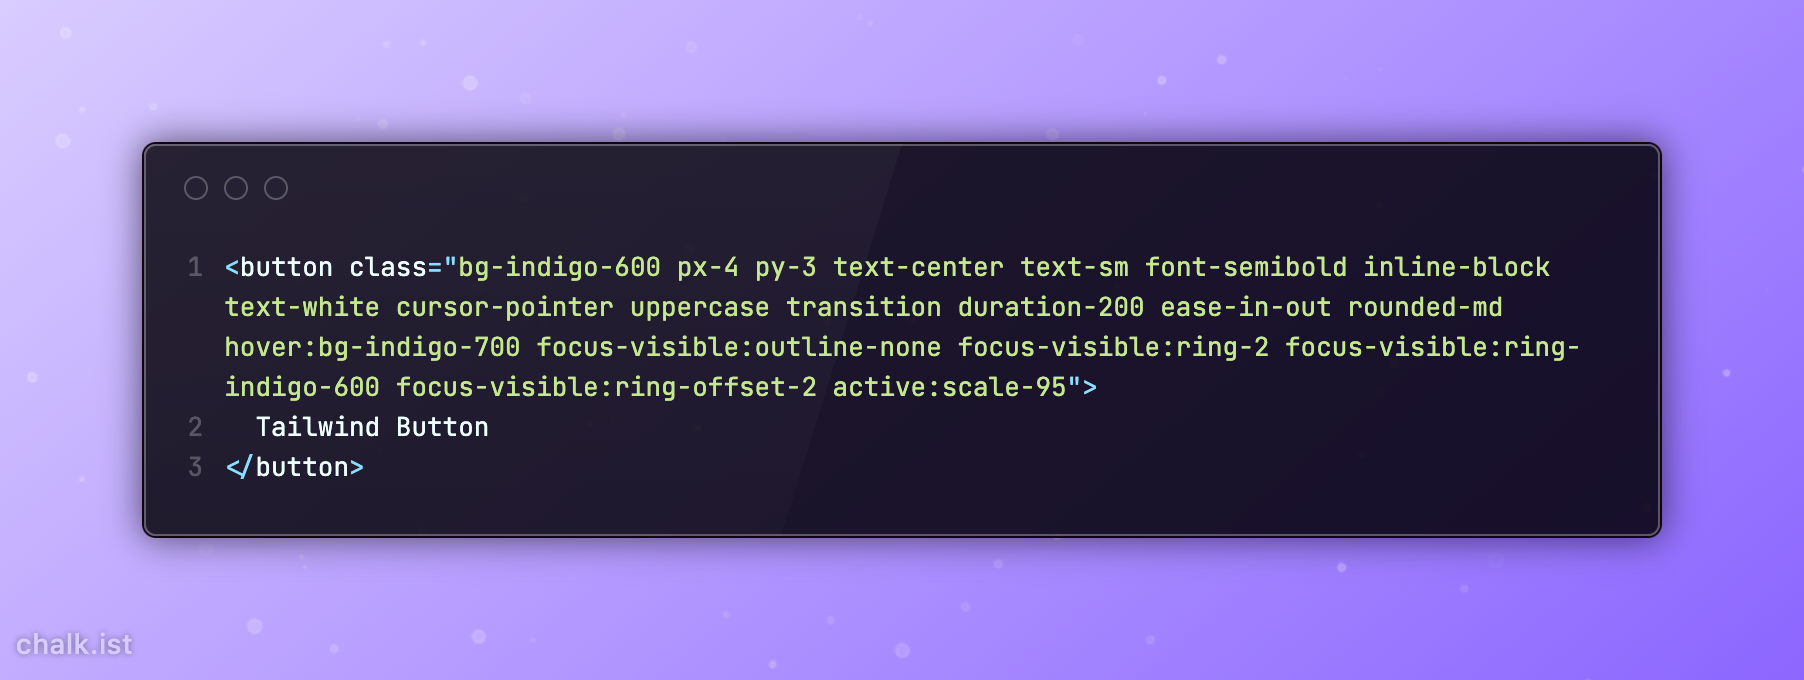 1 <button class="bg-indigo-600 px-4 py-3 text-center text-sm font-semibold inline-block
text-white cursor-pointer uppercase transition duration-200 ease-in-out rounded-md
hover:bg-indigo-700 focus-visible:outline-none focus-visible:ring-2 focus-visible:ring-
indigo-600 focus-visible:ring-offset-2 active:scale-95">
2   Tailwind Button
3 </button>
chalk.ist